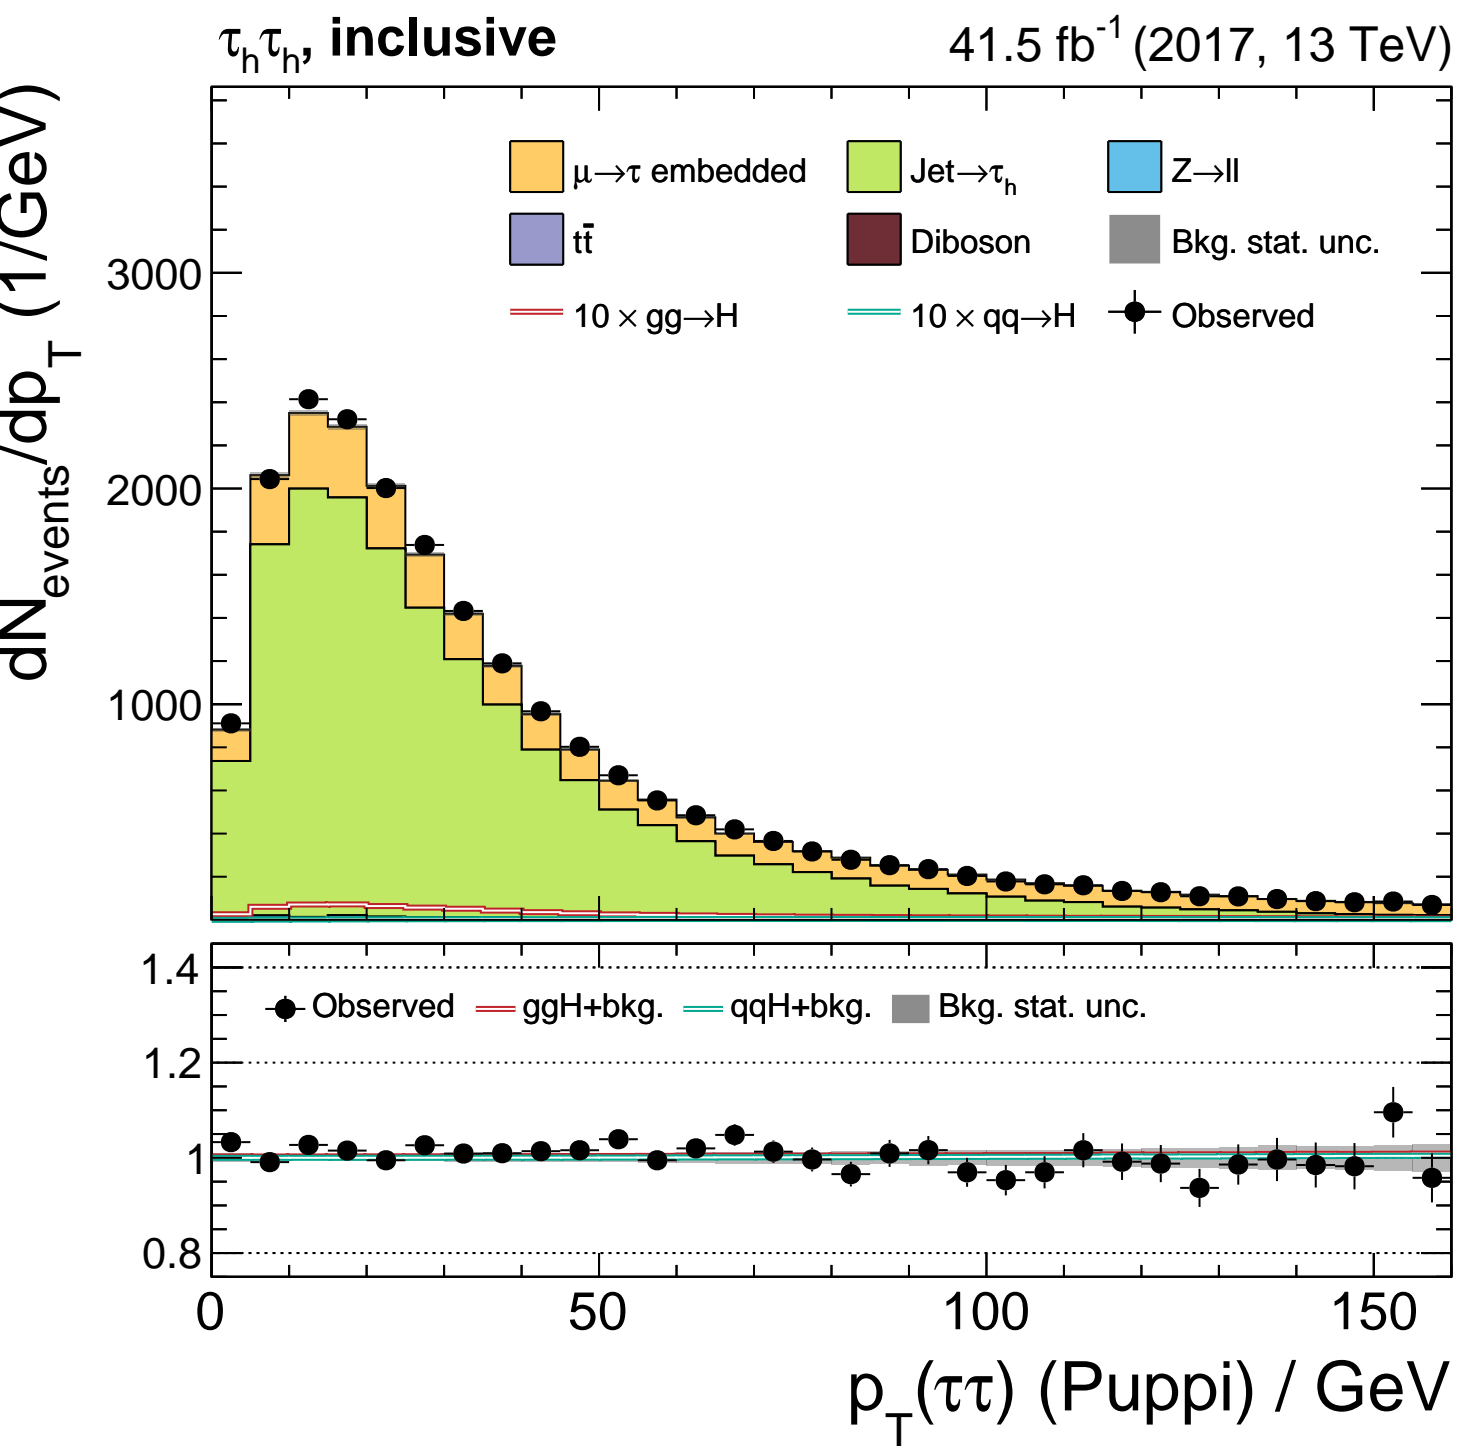 τhτh, inclusive
41.5 fb-1 (2017, 13 TeV)
dNevents/dpT (1/GeV)
3000
2000
1000
μ→τ embedded
Jet→τh
Z→ll
tt̄
Diboson
Bkg. stat. unc.
10 × gg→H
10 × qq→H
Observed
1.4
1.2
1
0.8
Observed
ggH+bkg.
qqH+bkg.
Bkg. stat. unc.
0
50
100
150
pT(ττ) (Puppi) / GeV